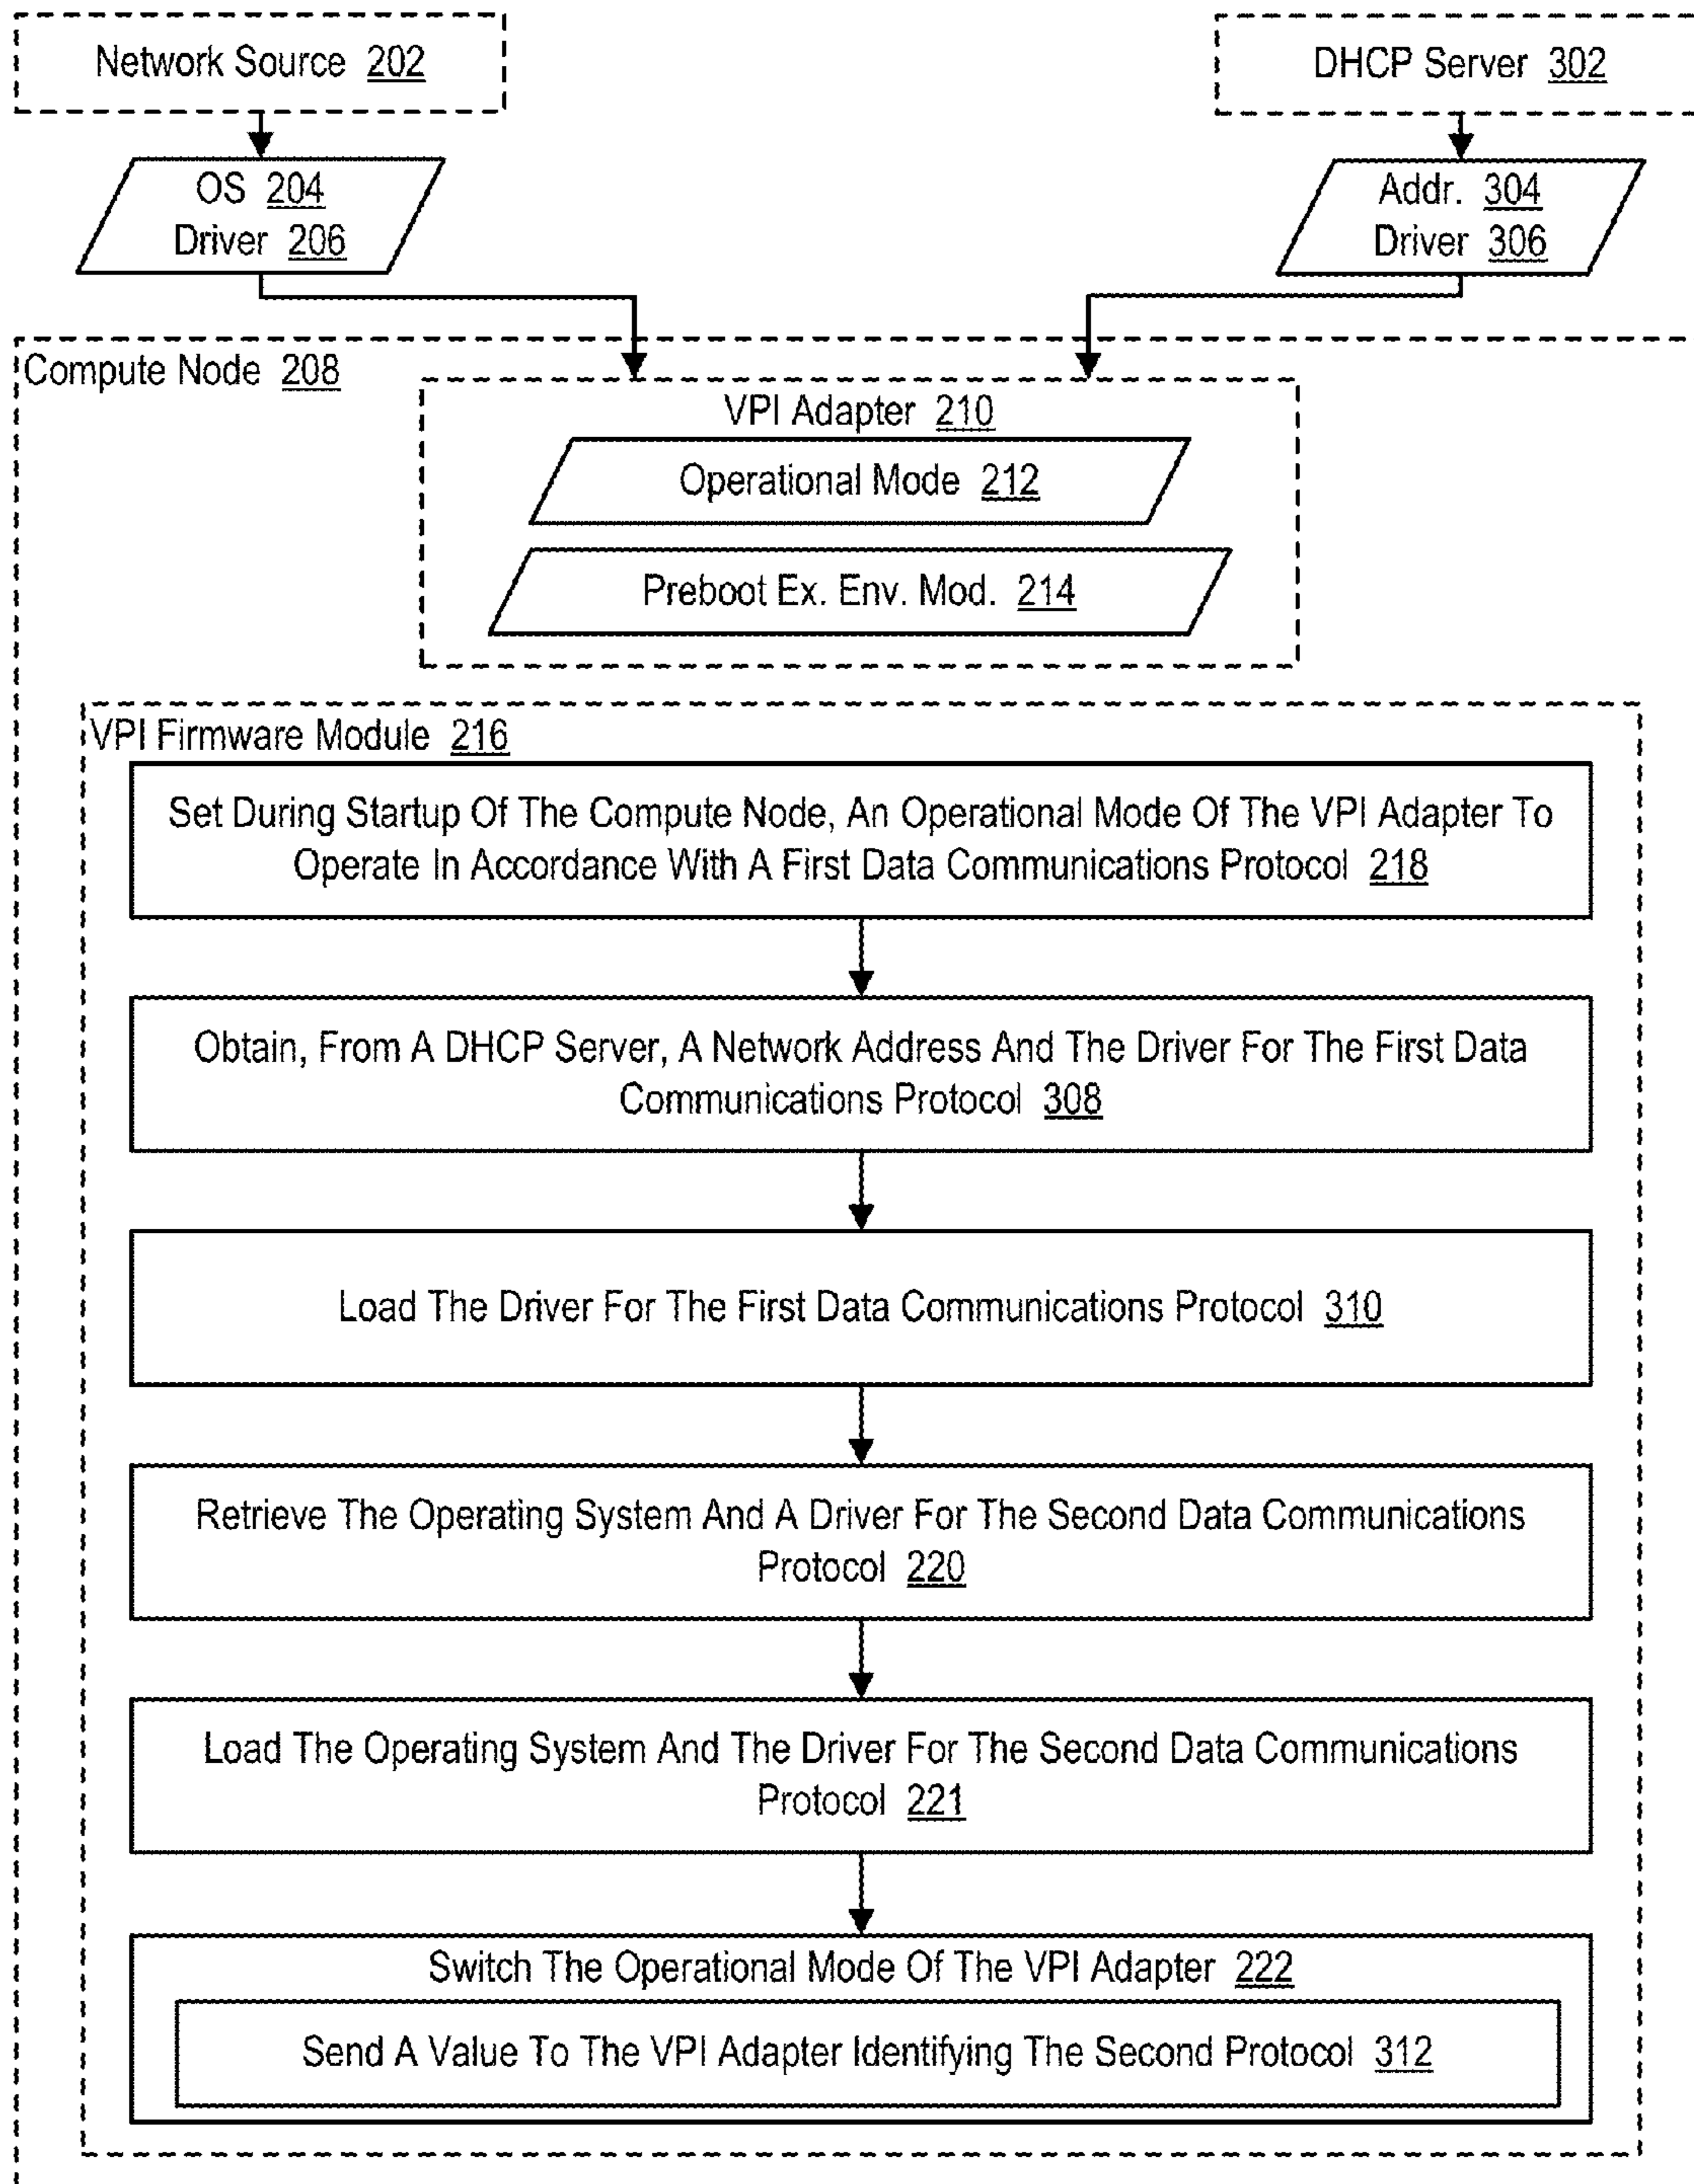 Network Source 202
DHCP Server 302
OS 204
Driver 206
Addr. 304
Driver 306
Compute Node 208
VPI Adapter 210
Operational Mode 212
Preboot Ex. Env. Mod. 214
VPI Firmware Module 216
Set During Startup Of The Compute Node, An Operational Mode Of The VPI Adapter To
Operate In Accordance With A First Data Communications Protocol 218
Obtain, From A DHCP Server, A Network Address And The Driver For The First Data
Communications Protocol 308
Load The Driver For The First Data Communications Protocol 310
Retrieve The Operating System And A Driver For The Second Data Communications
Protocol 220
Load The Operating System And The Driver For The Second Data Communications
Protocol 221
Switch The Operational Mode Of The VPI Adapter 222
Send A Value To The VPI Adapter Identifying The Second Protocol 312